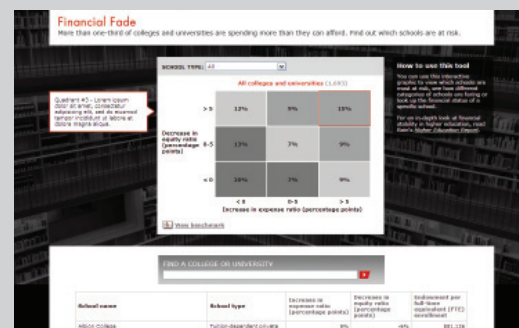 Financial Fade
More than one-third of colleges and universities are spending more than they can afford. Find out which schools are at risk.
SCHOOL TYPE: All
All colleges and universities (1,693)
Quadrant #3 - Lorem ipsum
dolor sit amet, consectetur
adipiscing elit, sed do eiusmod
tempor incididunt ut labore et
dolore magna aliqua.
How to use this tool
You can use this interactive
graphic to view which schools are
most at risk, see how different
categories of schools are faring or
look up the financial status of a
specific school.
For an in-depth look at financial
stability in higher education, read
Bain's Higher Education Report.
Decrease in
equity ratio
(percentage
points)
> 5 12% 5% 15%
0-5 13% 7% 9%
< 0 7% 9%
< 0 0-5 > 5
Increase in expense ratio (percentage points)
View benchmark
FIND A COLLEGE OR UNIVERSITY
School name
School type
Increase in
expense ratio
(percentage points)
Decrease in
equity ratio
(percentage
points)
Endowment per
full-time
equivalent (FTE)
enrollment
Albion College Tuition-dependent private